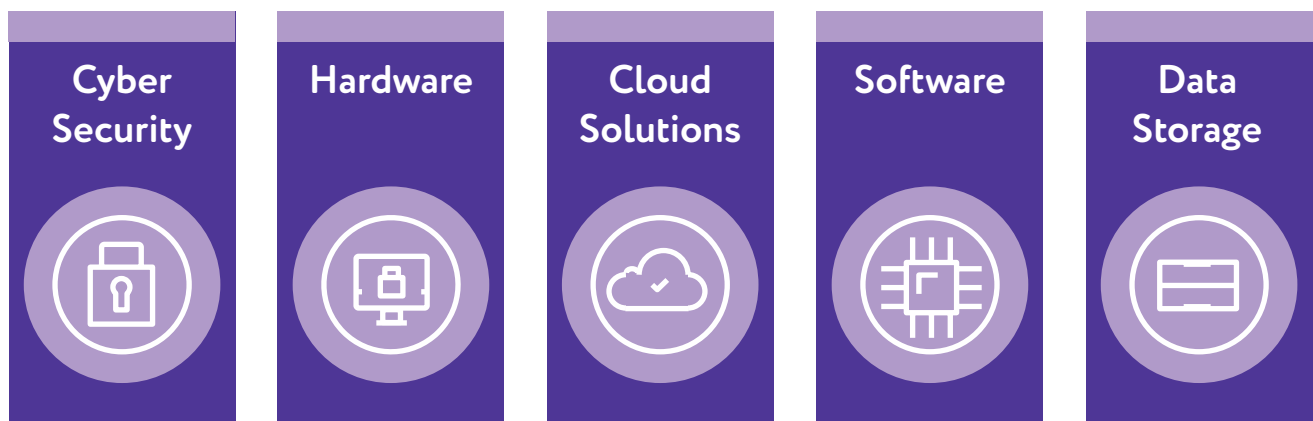 Cyber
Security
Hardware
Cloud
Solutions
Software
Data
Storage